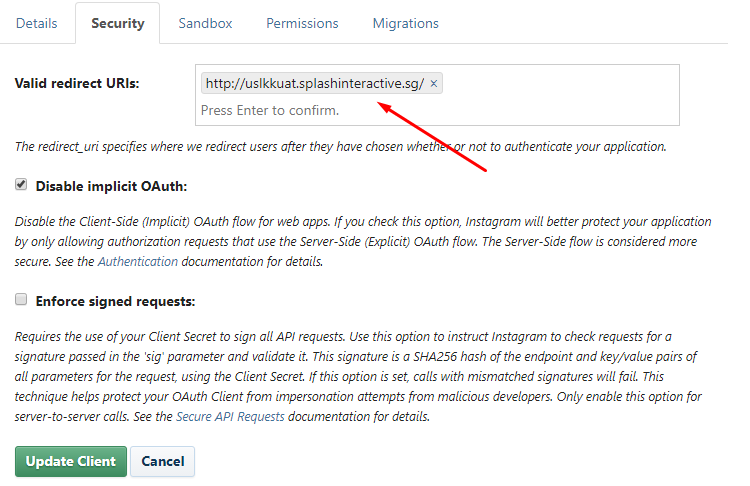 Details Security Sandbox Permissions Migrations
Valid redirect URIs: http://uslkkuat.splashinteractive.sg/ ×
Press Enter to confirm.
The redirect_uri specifies where we redirect users after they have chosen whether or not to authenticate your application.
Disable implicit OAuth:
Disable the Client-Side (Implicit) OAuth flow for web apps. If you check this option, Instagram will better protect your application
by only allowing authorization requests that use the Server-Side (Explicit) OAuth flow. The Server-Side flow is considered more
secure. See the Authentication documentation for details.
Enforce signed requests:
Requires the use of your Client Secret to sign all API requests. Use this option to instruct Instagram to check requests for a
signature passed in the 'sig' parameter and validate it. This signature is a SHA256 hash of the endpoint and key/value pairs of
all parameters for the request, using the Client Secret. If this option is set, calls with mismatched signatures will fail. This
technique helps protect your OAuth Client from impersonation attempts from malicious developers. Only enable this option for
server-to-server calls. See the Secure API Requests documentation for details.
Update Client Cancel